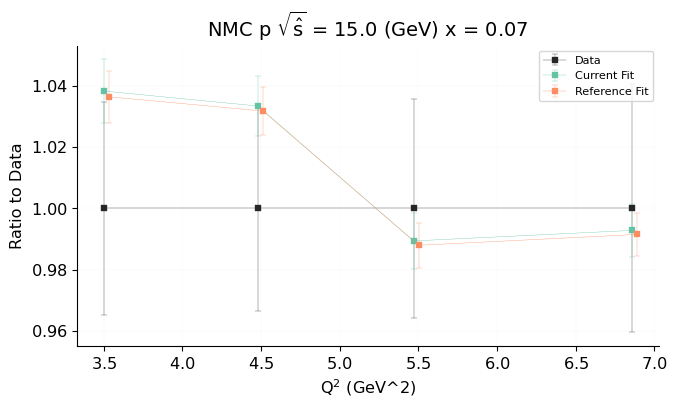 NMC p √ŝ = 15.0 (GeV) x = 0.07
Data
Current Fit
Reference Fit
Ratio to Data
1.04
1.02
1.00
0.98
0.96
3.5 4.0 4.5 5.0 5.5 6.0 6.5 7.0
Q² (GeV^2)